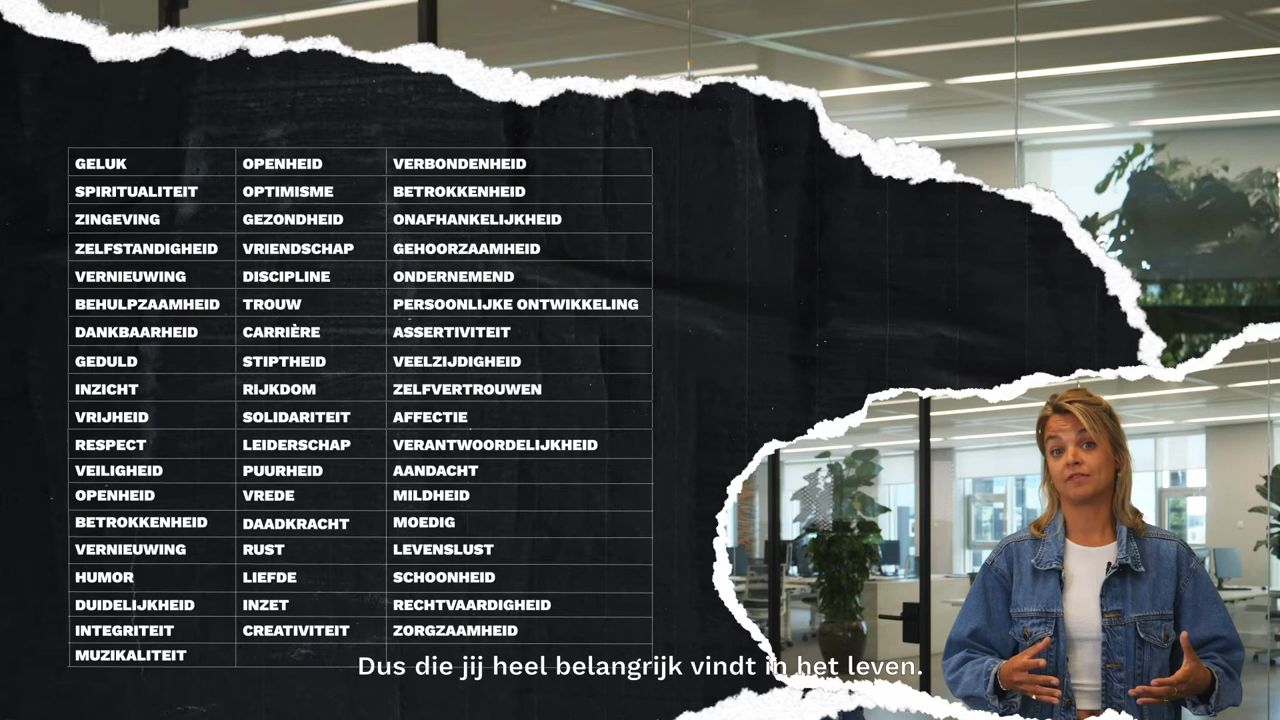 GELUK OPENHEID VERBONDENHEID
SPIRITUALITEIT OPTIMISME BETROKKENHEID
ZINGEVING GEZONDHEID ONAFHANKELIJKHEID
ZELFSTANDIGHEID VRIENDSCHAP GEHOORZAAMHEID
VERNIEUWING DISCIPLINE ONDERNEMEND
BEHULPZAAMHEID TROUW PERSOONLIJKE ONTWIKKELING
DANKBAARHEID CARRIÈRE ASSERTIVITEIT
GEDULD STIPTHEID VEELZIJDIGHEID
INZICHT RIJKDOM ZELFVERTROUWEN
VRIJHEID SOLIDARITEIT AFFECTIE
RESPECT LEIDERSCHAP VERANTWOORDELIJKHEID
VEILIGHEID PUURHEID AANDACHT
OPENHEID VREDE MILDHEID
BETROKKENHEID DAADKRACHT MOEDIG
VERNIEUWING RUST LEVENSLUST
HUMOR LIEFDE SCHOONHEID
DUIDELIJKHEID INZET RECHTVAARDIGHEID
INTEGRITEIT CREATIVITEIT ZORGZAAMHEID
MUZIKALITEIT
Dus die jij heel belangrijk vindt in het leven.